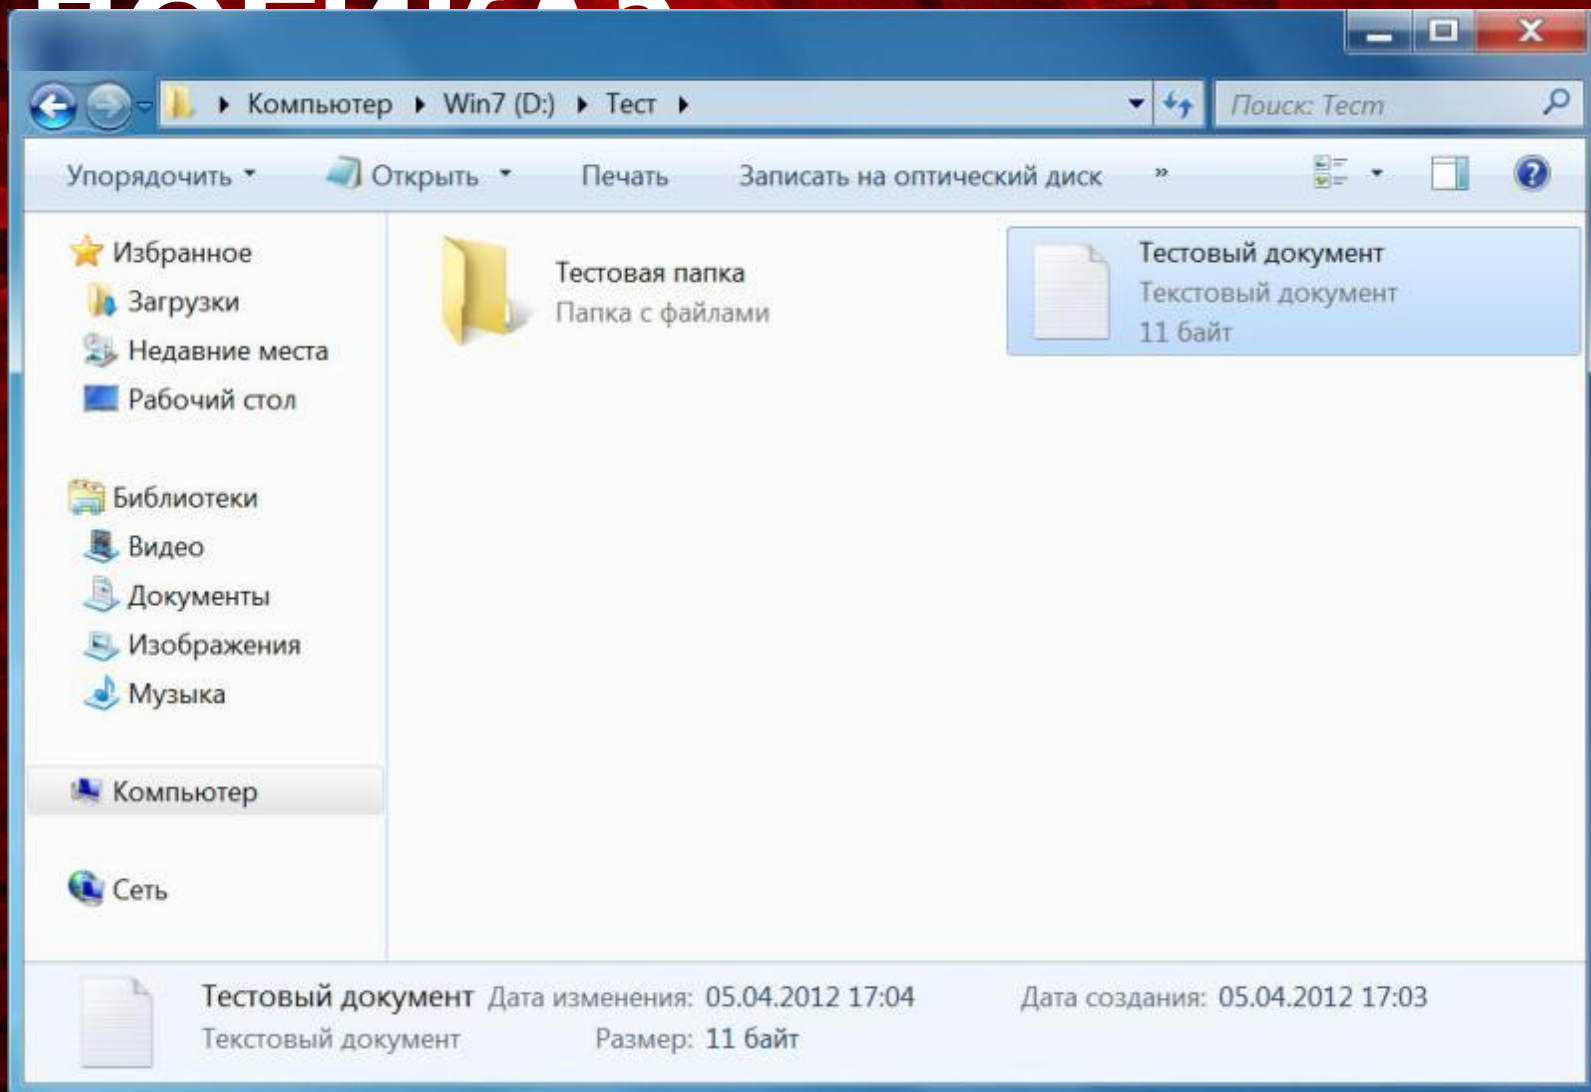 Компьютер Win7 (D:) Тест
Поиск: Тест
Упорядочить Открыть Печать Записать на оптический диск »
Избранное
Загрузки
Недавние места
Рабочий стол
Библиотеки
Видео
Документы
Изображения
Музыка
Компьютер
Сеть
Тестовая папка
Папка с файлами
Тестовый документ
Текстовый документ
11 байт
Тестовый документ Дата изменения: 05.04.2012 17:04 Дата создания: 05.04.2012 17:03
Текстовый документ Размер: 11 байт